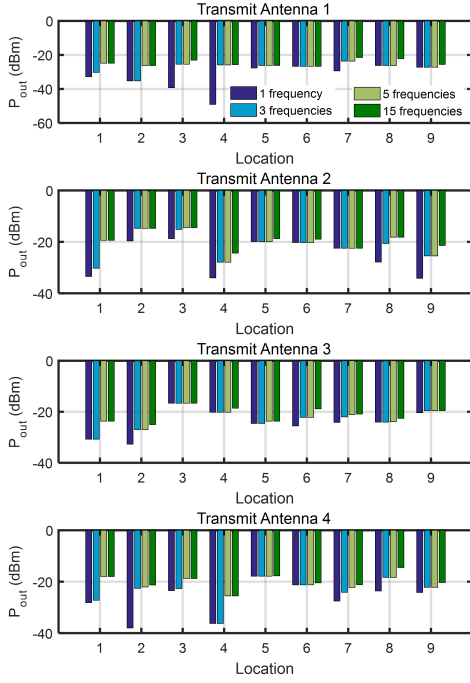 Transmit Antenna 1
P_out (dBm)
0
-20
-40
-60
1 frequency
3 frequencies
5 frequencies
15 frequencies
1 2 3 4 5 6 7 8 9
Location
Transmit Antenna 2
P_out (dBm)
0
-20
-40
1 2 3 4 5 6 7 8 9
Location
Transmit Antenna 3
P_out (dBm)
0
-20
-40
1 2 3 4 5 6 7 8 9
Location
Transmit Antenna 4
P_out (dBm)
0
-20
-40
1 2 3 4 5 6 7 8 9
Location